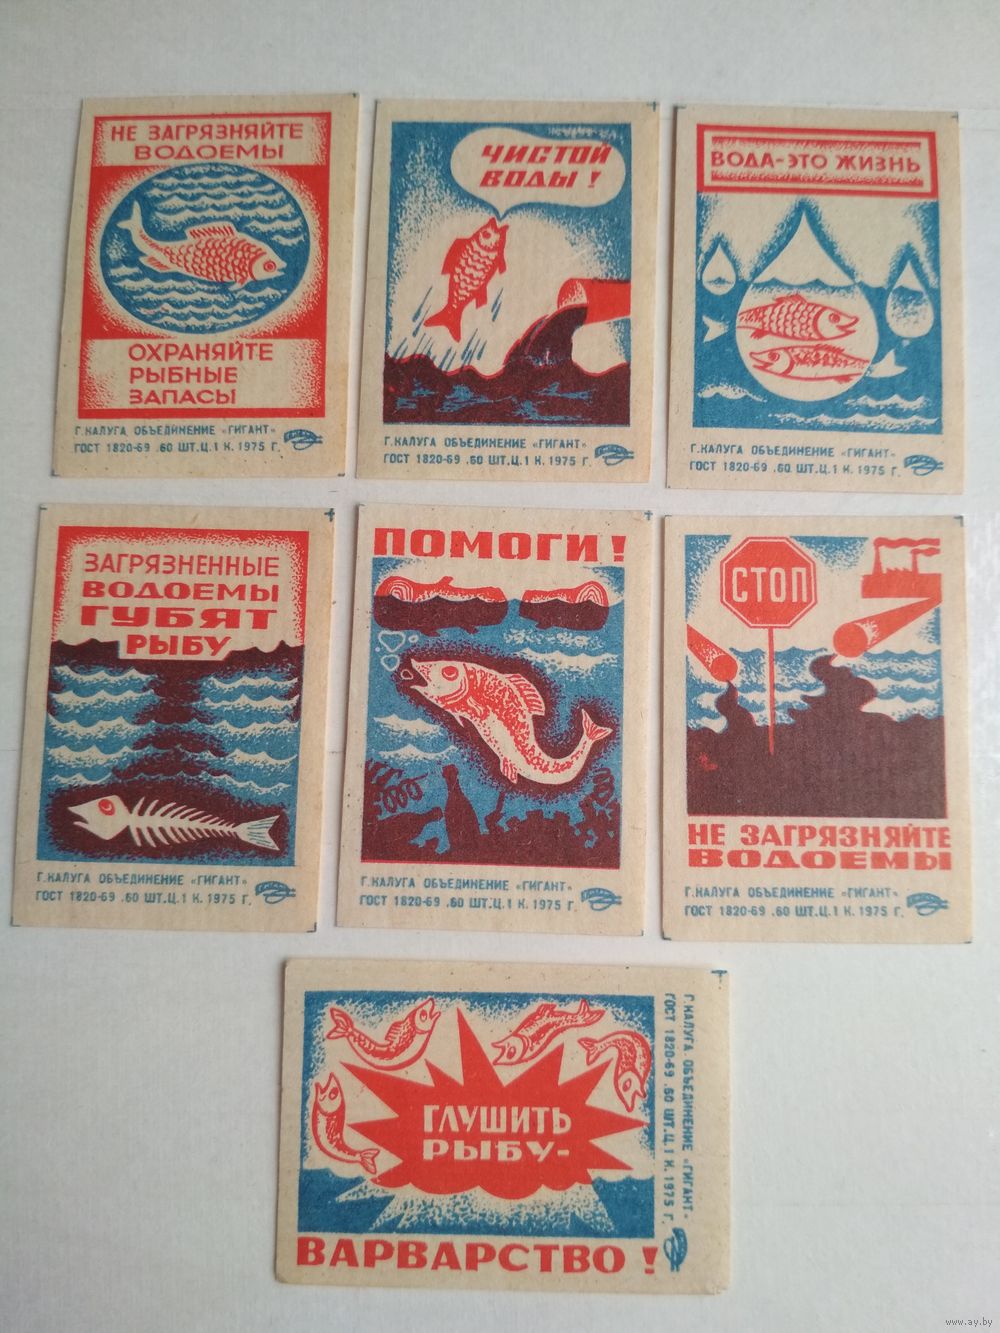 НЕ ЗАГРЯЗНЯЙТЕ
ВОДОЕМЫ
ОХРАНЯЙТЕ
РЫБНЫЕ
ЗАПАСЫ
Г. КАЛУГА ОБЪЕДИНЕНИЕ «ГИГАНТ»
ГОСТ 1820-69 .60 ШТ.Ц.1 К. 1975 Г.
ЧИСТОЙ
ВОДЫ !
Г. КАЛУГА ОБЪЕДИНЕНИЕ «ГИГАНТ»
ГОСТ 1820-69 .60 ШТ.Ц.1 К. 1975 Г.
ВОДА-ЭТО ЖИЗНЬ
Г. КАЛУГА ОБЪЕДИНЕНИЕ «ГИГАНТ»
ГОСТ 1820-69 .60 ШТ.Ц.1 К. 1975 Г.
ЗАГРЯЗНЕННЫЕ
ВОДОЕМЫ
ГУБЯТ
РЫБУ
Г. КАЛУГА ОБЪЕДИНЕНИЕ «ГИГАНТ»
ГОСТ 1820-69 .60 ШТ.Ц.1 К. 1975 Г.
ПОМОГИ!
Г. КАЛУГА ОБЪЕДИНЕНИЕ «ГИГАНТ»
ГОСТ 1820-69 .60 ШТ.Ц.1 К. 1975 Г.
СТОП
НЕ ЗАГРЯЗНЯЙТЕ
ВОДОЕМЫ
Г. КАЛУГА ОБЪЕДИНЕНИЕ «ГИГАНТ»
ГОСТ 1820-69 .60 ШТ.Ц.1 К. 1975 Г.
ГЛУШИТЬ
РЫБУ-
ВАРВАРСТВО !
Г. КАЛУГА ОБЪЕДИНЕНИЕ «ГИГАНТ»
ГОСТ 1820-69 .60 ШТ.Ц.1 К. 1975 Г.
www.ay.by